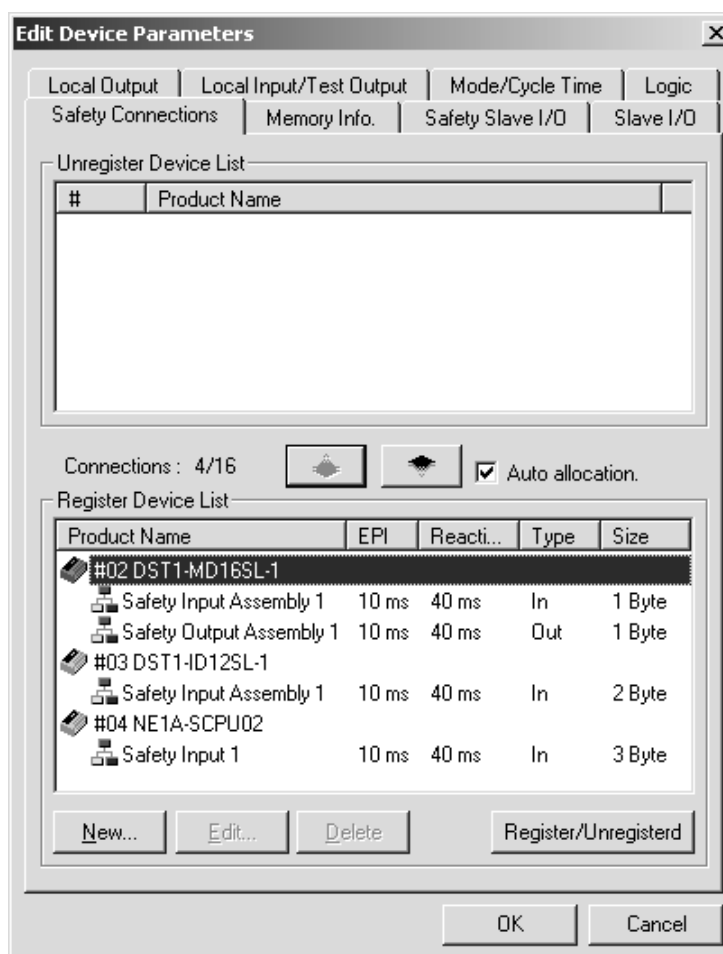 Edit Device Parameters
Local Output Local Input/Test Output Mode/Cycle Time Logic
Safety Connections Memory Info. Safety Slave I/O Slave I/O
Unregister Device List
# Product Name
Connections : 4/16 Auto allocation.
Register Device List
Product Name EPI Reacti... Type Size
#02 DST1-MD16SL-1
Safety Input Assembly 1 10 ms 40 ms In 1 Byte
Safety Output Assembly 1 10 ms 40 ms Out 1 Byte
#03 DST1-ID12SL-1
Safety Input Assembly 1 10 ms 40 ms In 2 Byte
#04 NE1A-SCPU02
Safety Input 1 10 ms 40 ms In 3 Byte
New... Edit... Delete Register/Unregisterd
OK Cancel